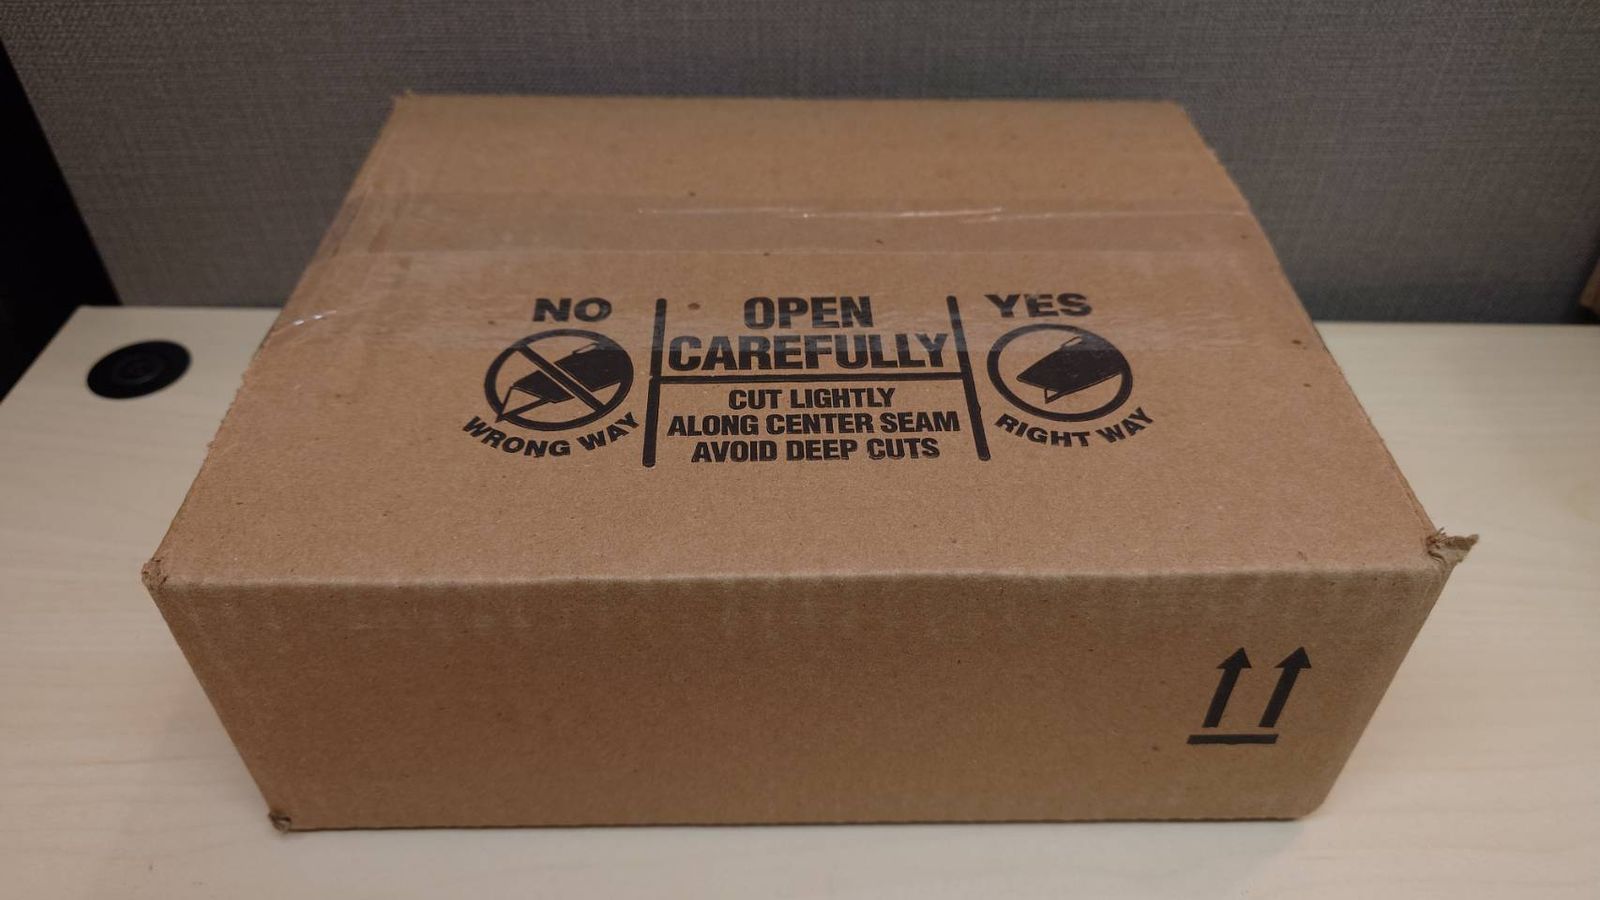 NO
WRONG WAY
OPEN
CAREFULLY
CUT LIGHTLY
ALONG CENTER SEAM
AVOID DEEP CUTS
YES
RIGHT WAY